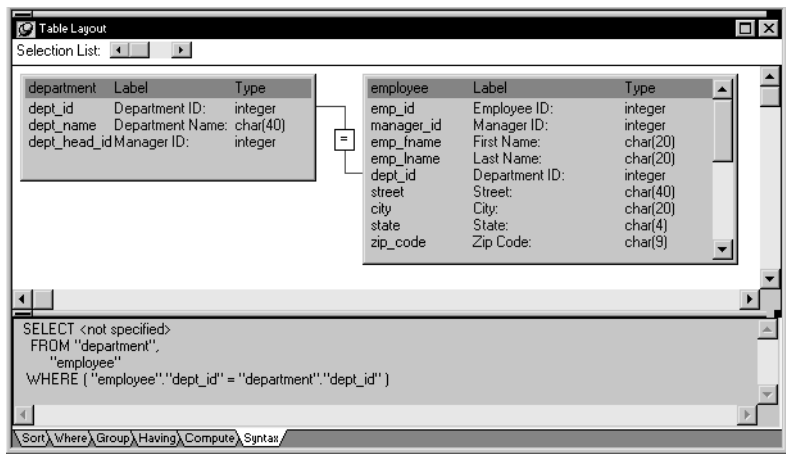 Table Layout
Selection List:
department Label Type
dept_id Department ID: integer
dept_name Department Name: char(40)
dept_head_id Manager ID: integer
=
employee Label Type
emp_id Employee ID: integer
manager_id Manager ID: integer
emp_fname First Name: char(20)
emp_lname Last Name: char(20)
dept_id Department ID: integer
street Street: char(40)
city City: char(20)
state State: char(4)
zip_code Zip Code: char(9)
SELECT <not specified>
FROM "department",
"employee"
WHERE ( "employee"."dept_id" = "department"."dept_id" )
Sort Where Group Having Compute Syntax